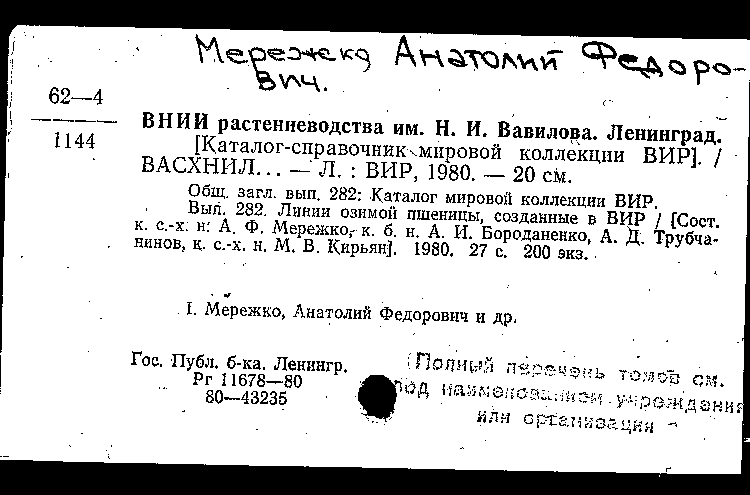 Мережко Анатолий Федоро-
вич.
62—4
1144
ВНИИ растениеводства им. Н. И. Вавилова. Ленинград.
[Каталог-справочник мировой коллекции ВИР]. /
ВАСХНИЛ... — Л. : ВИР, 1980. — 20 см.
Общ. загл. вып. 282: Каталог мировой коллекции ВИР.
Вып. 282. Линии озимой пшеницы, созданные в ВИР / [Сост.
к. с.-х. н. А. Ф. Мережко, к. б. н. А. И. Бороданенко, А. Д. Трубча-
нинов, к. с.-х. н. М. В. Кирьян]. 1980. 27 с. 200 экз.
I. Мережко, Анатолий Федорович и др.
Гос. Публ. б-ка. Ленингр.
Рг 11678—80
80—43235
(Полный перечень томов см.
под наименованием учреждения
или организация